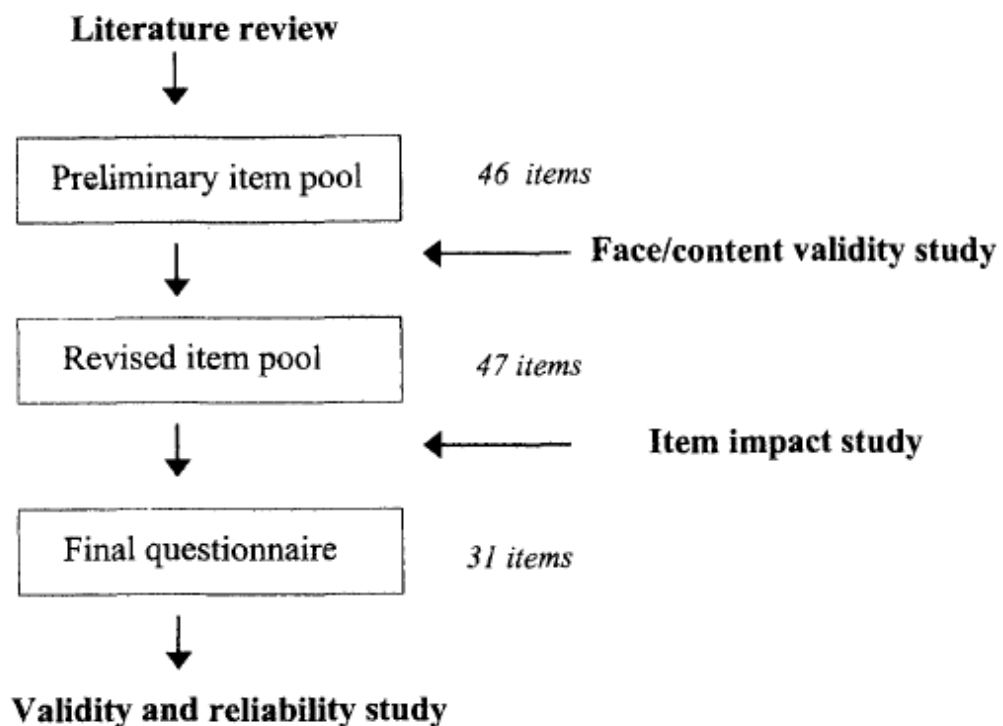 Literature review
Preliminary item pool
46 items
Face/content validity study
Revised item pool
47 items
Item impact study
Final questionnaire
31 items
Validity and reliability study